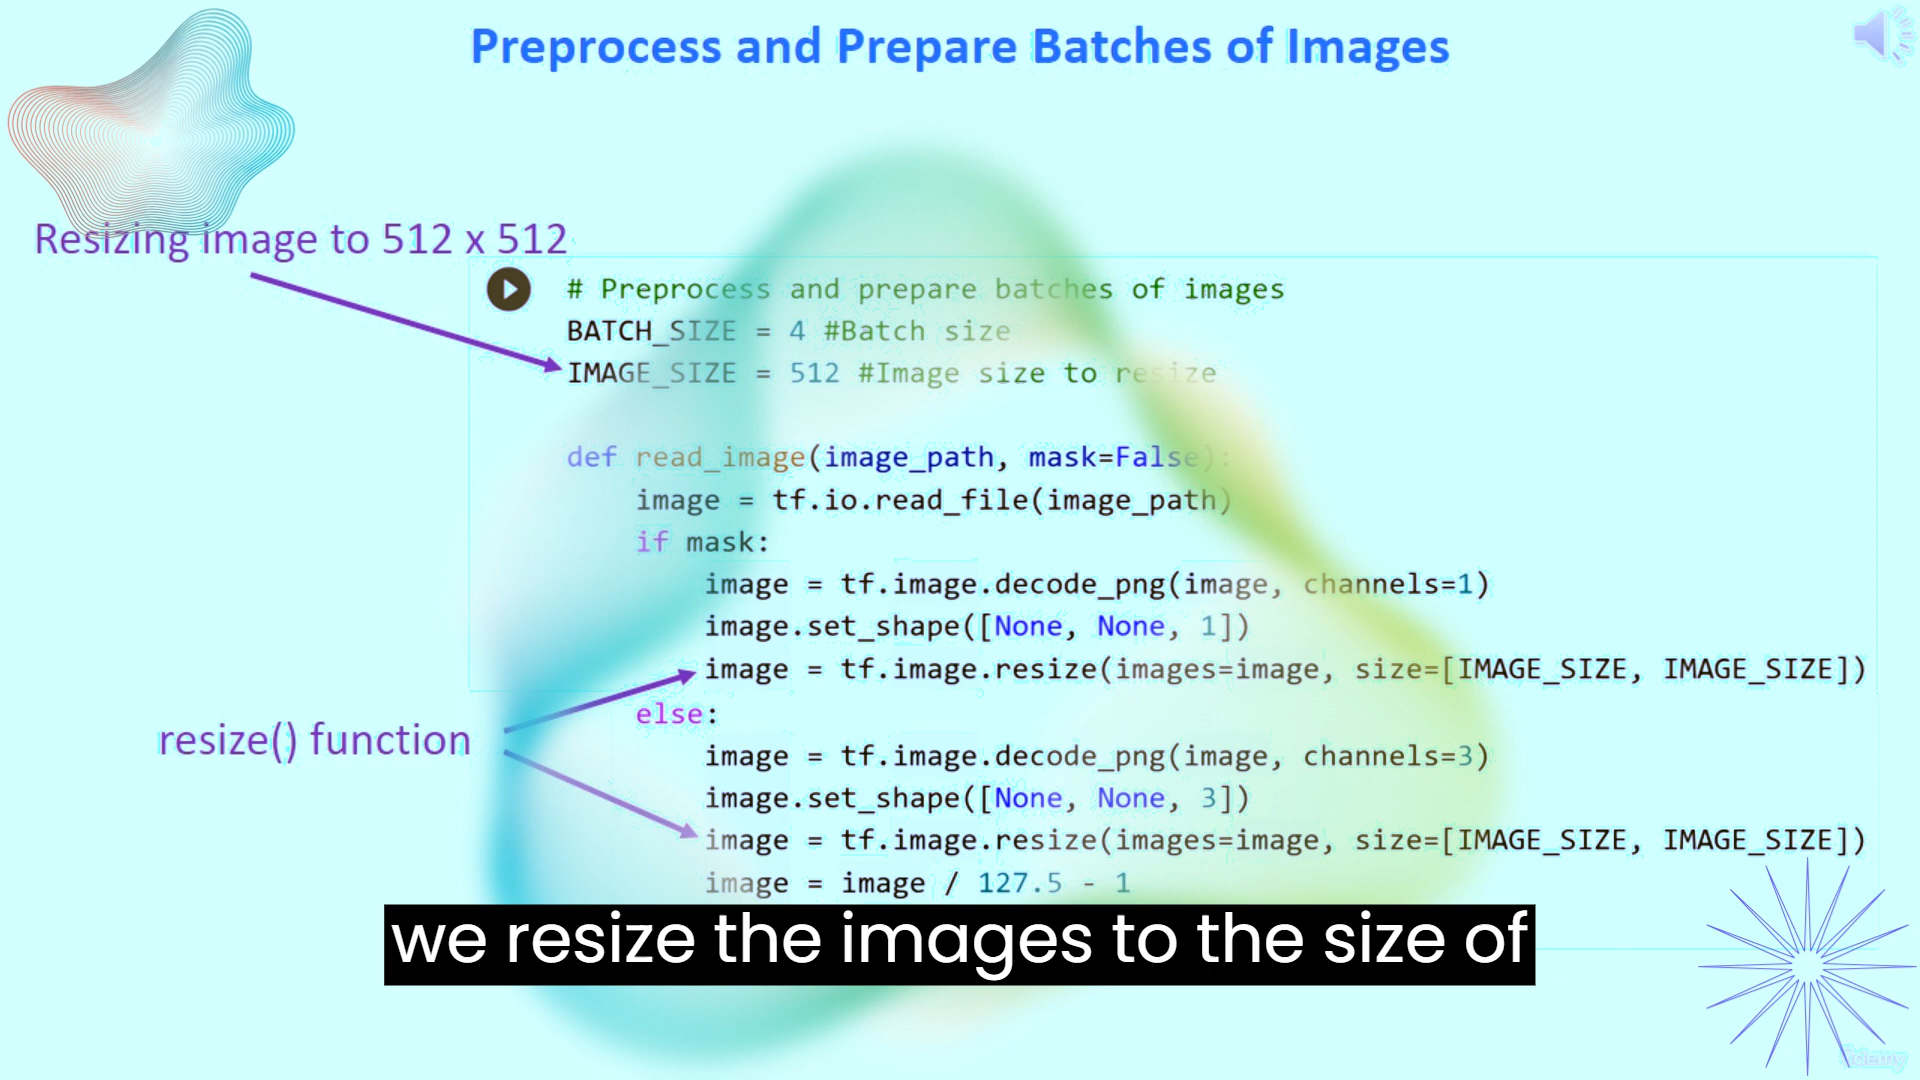 Preprocess and Prepare Batches of Images
Resizing image to 512 x 512
# Preprocess and prepare batches of images
BATCH_SIZE = 4 #Batch size
IMAGE_SIZE = 512 #Image size to resize
def read_image(image_path, mask=False):
image = tf.io.read_file(image_path)
if mask:
image = tf.image.decode_png(image, channels=1)
image.set_shape([None, None, 1])
image = tf.image.resize(images=image, size=[IMAGE_SIZE, IMAGE_SIZE])
else:
resize() function
image = tf.image.decode_png(image, channels=3)
image.set_shape([None, None, 3])
image = tf.image.resize(images=image, size=[IMAGE_SIZE, IMAGE_SIZE])
image = image / 127.5 - 1
we resize the images to the size of
udemy